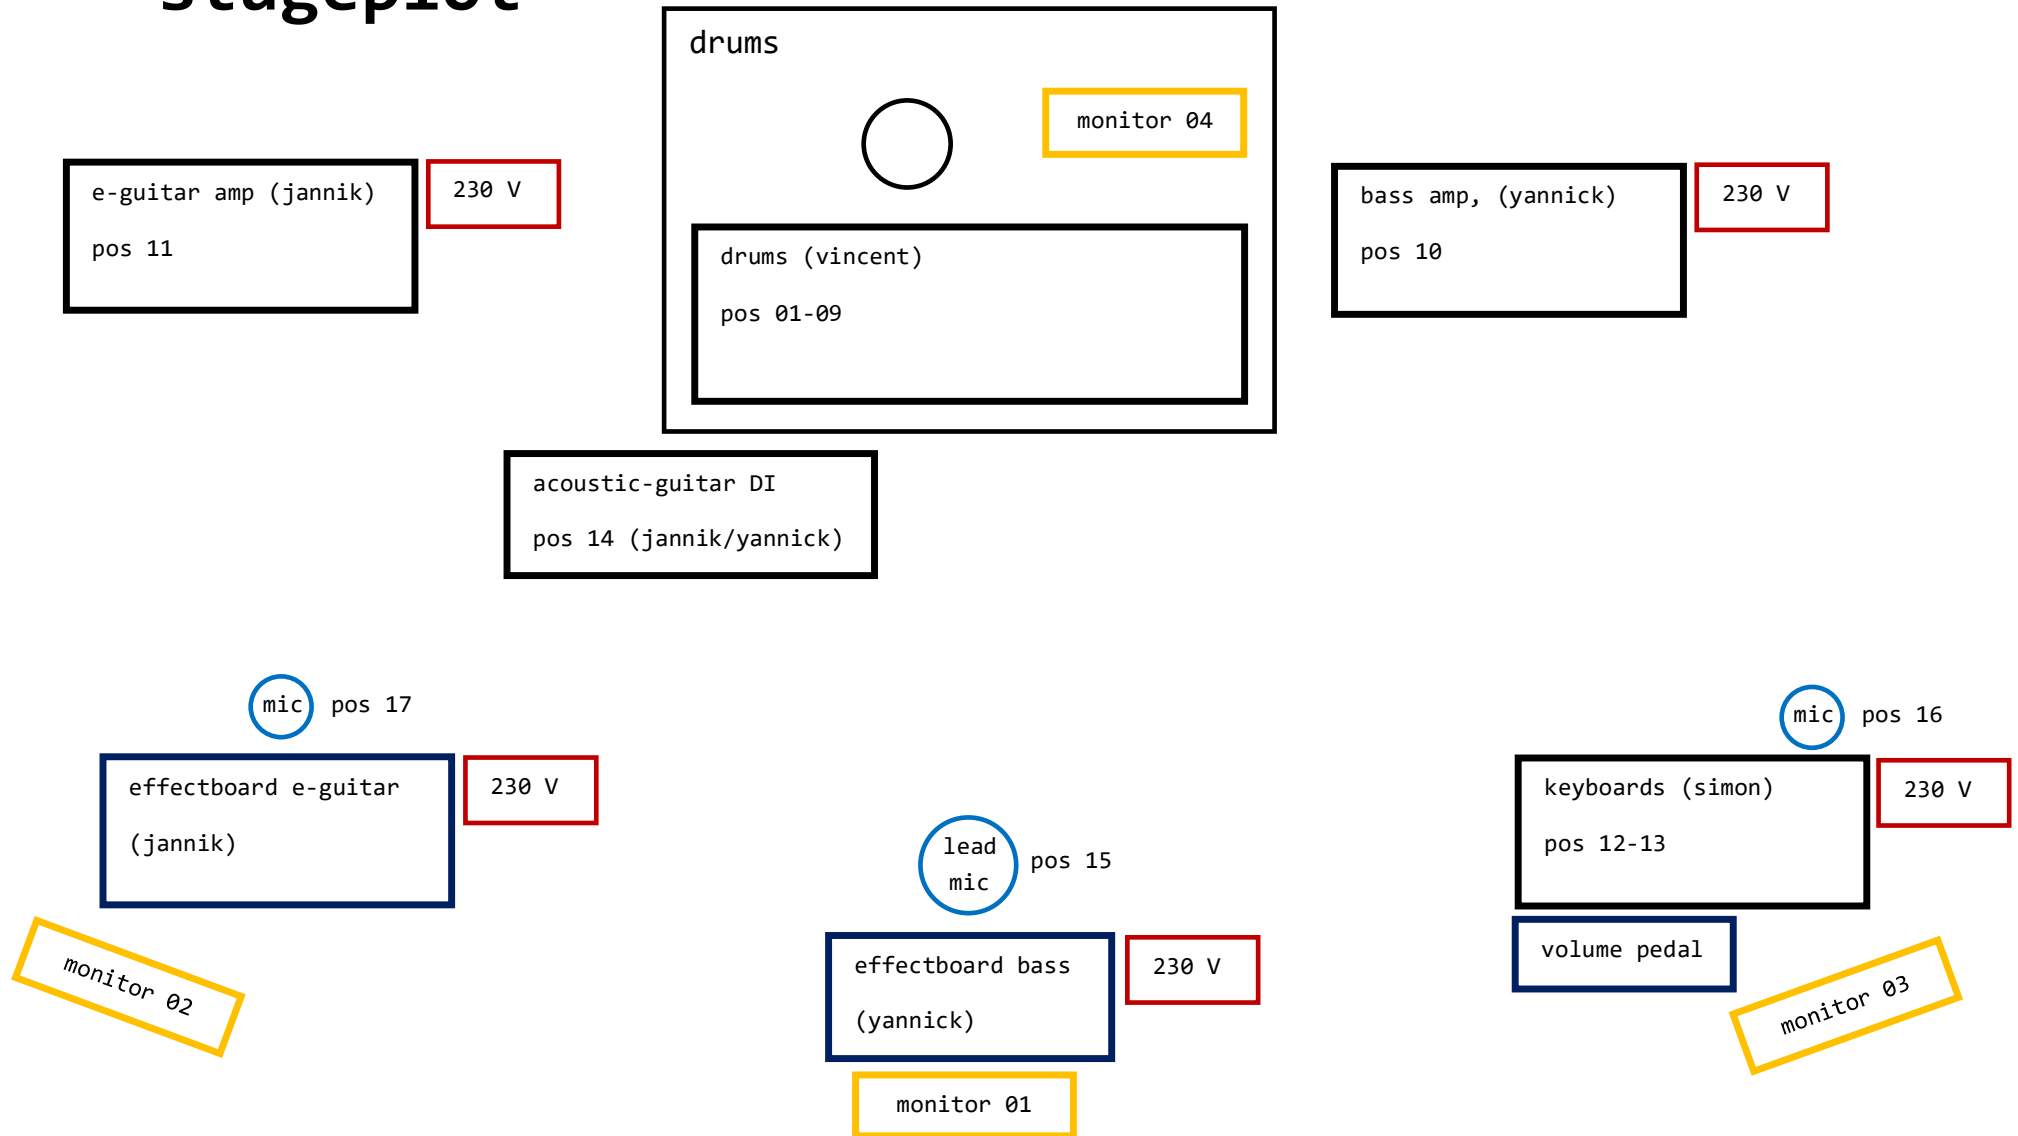 stageplot
drums
monitor 04
e-guitar amp (jannik)
pos 11
230 V
drums (vincent)
pos 01-09
bass amp, (yannick)
pos 10
230 V
acoustic-guitar DI
pos 14 (jannik/yannick)
mic
pos 17
effectboard e-guitar
(jannik)
230 V
monitor 02
lead
mic
pos 15
effectboard bass
(yannick)
230 V
monitor 01
mic
pos 16
keyboards (simon)
pos 12-13
230 V
volume pedal
monitor 03